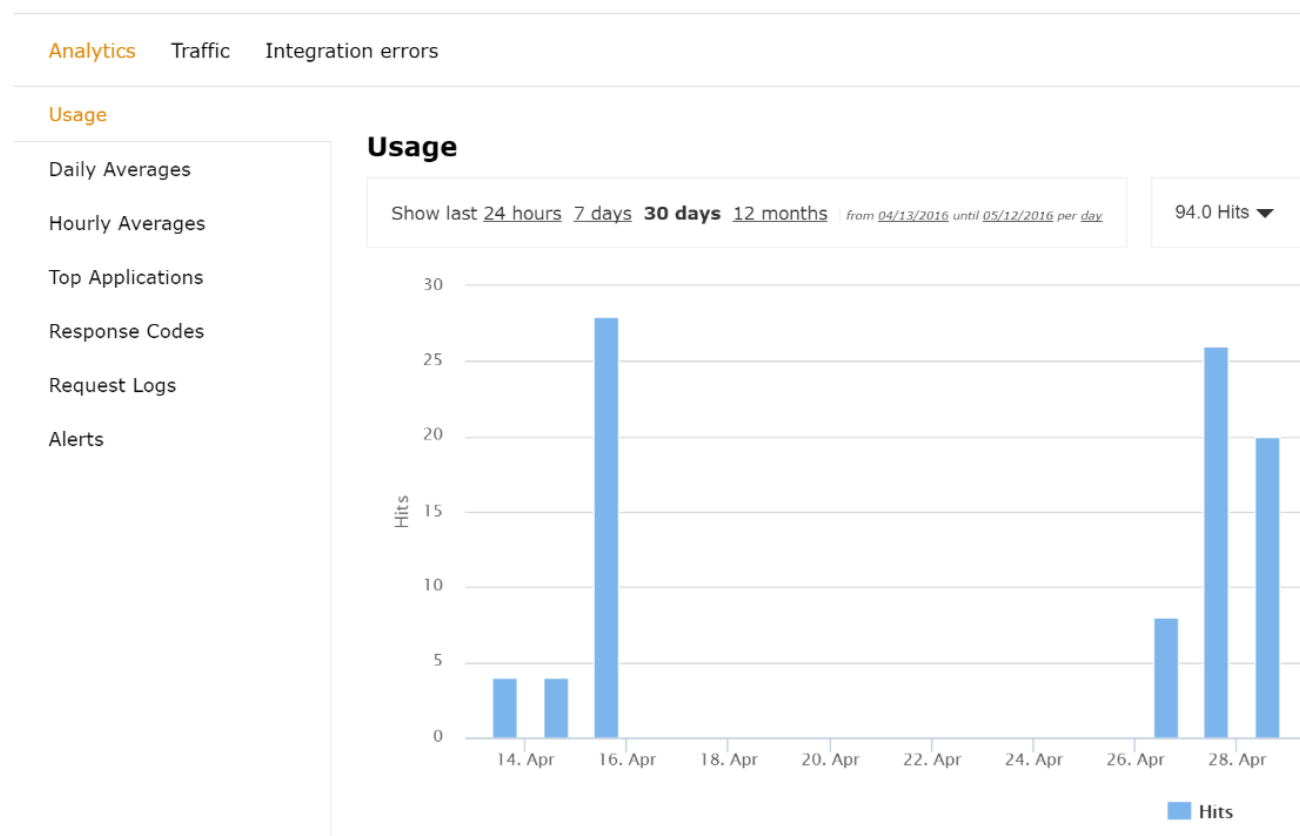 Analytics Traffic Integration errors
Usage
Daily Averages
Hourly Averages
Top Applications
Response Codes
Request Logs
Alerts
Usage
Show last 24 hours 7 days 30 days 12 months from 04/13/2016 until 05/12/2016 per day
94.0 Hits
30
25
20
15
10
5
0
Hits
14. Apr 16. Apr 18. Apr 20. Apr 22. Apr 24. Apr 26. Apr 28. Apr
Hits